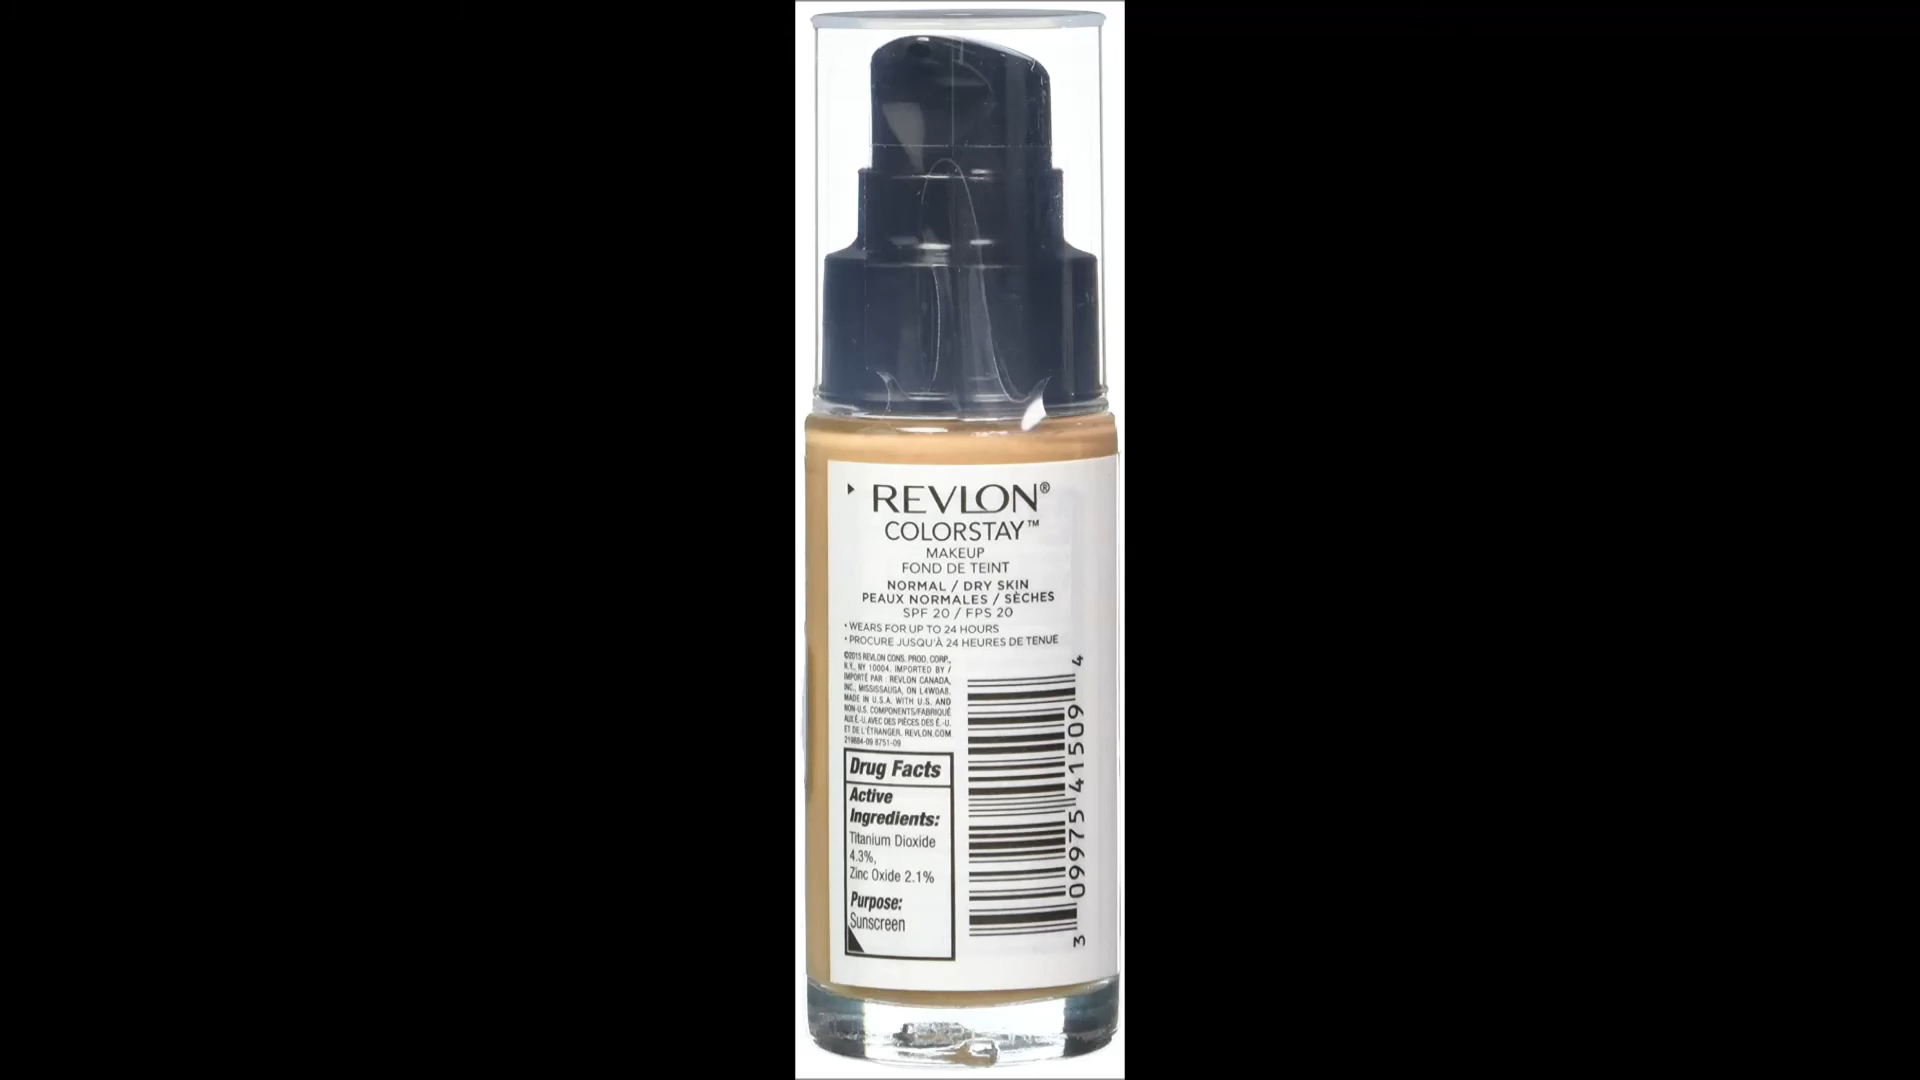 REVLON®
COLORSTAY™
MAKEUP
FOND DE TEINT
NORMAL / DRY SKIN
PEAUX NORMALES / SÈCHES
SPF 20 / FPS 20
• WEARS FOR UP TO 24 HOURS
• PROCURE JUSQU'À 24 HEURES DE TENUE
©2015 REVLON CONS. PROD. CORP.,
N.Y., NY 10004. IMPORTED BY /
IMPORTÉ PAR : REVLON CANADA,
INC., MISSISSAUGA, ON L4W0A8.
MADE IN U.S.A. WITH U.S. AND
NON-U.S. COMPONENTS/FABRIQUÉ
AUX É.-U. AVEC DES PIÈCES DES É.-U.
ET DE L'ÉTRANGER. REVLON.COM
219884-09 8751-09
Drug Facts
Active
Ingredients:
Titanium Dioxide
4.3%,
Zinc Oxide 2.1%
Purpose:
Sunscreen
3 09975 41509 4